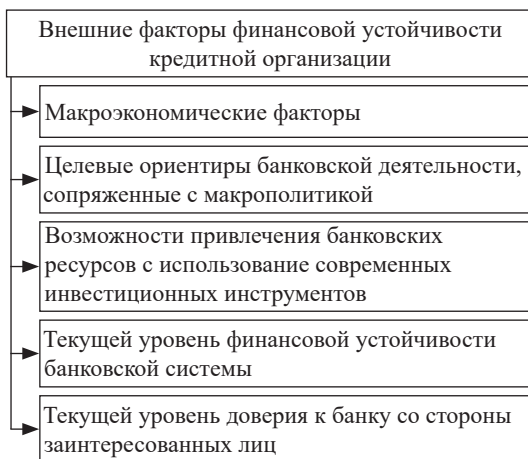 Внешние факторы финансовой устойчивости
кредитной организации
Макроэкономические факторы
Целевые ориентиры банковской деятельности,
сопряженные с макрополитикой
Возможности привлечения банковских
ресурсов с использование современных
инвестиционных инструментов
Текущей уровень финансовой устойчивости
банковской системы
Текущей уровень доверия к банку со стороны
заинтересованных лиц